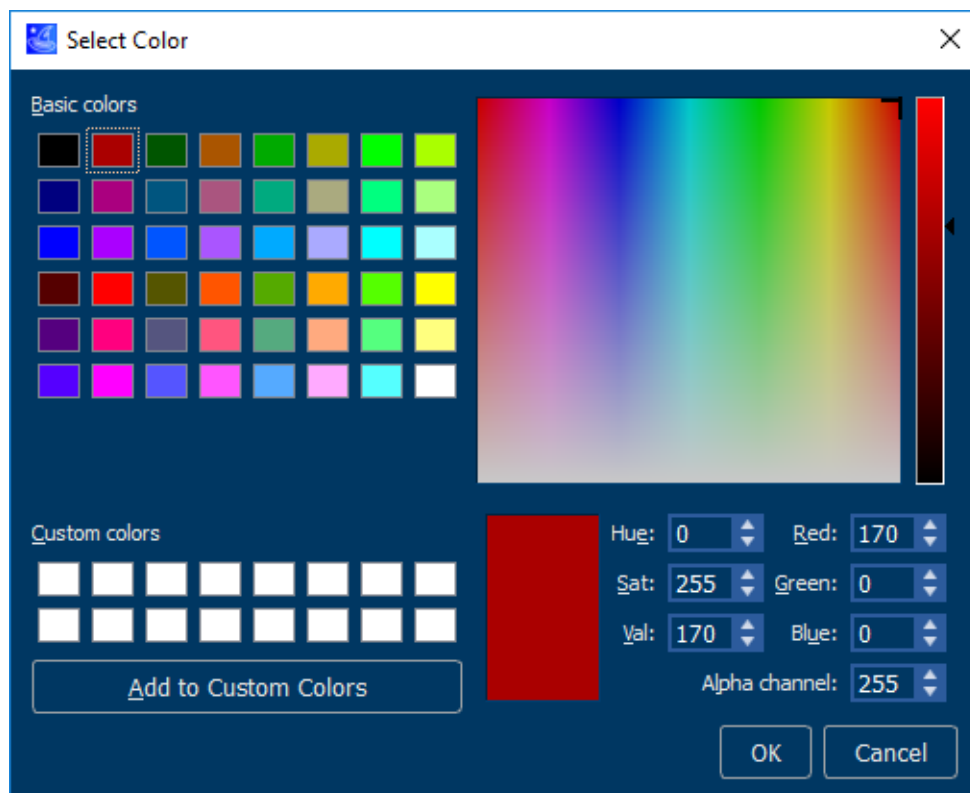 Select Color
Basic colors
Custom colors
Add to Custom Colors
Hue: 0 Red: 170
Sat: 255 Green: 0
Val: 170 Blue: 0
Alpha channel: 255
OK Cancel